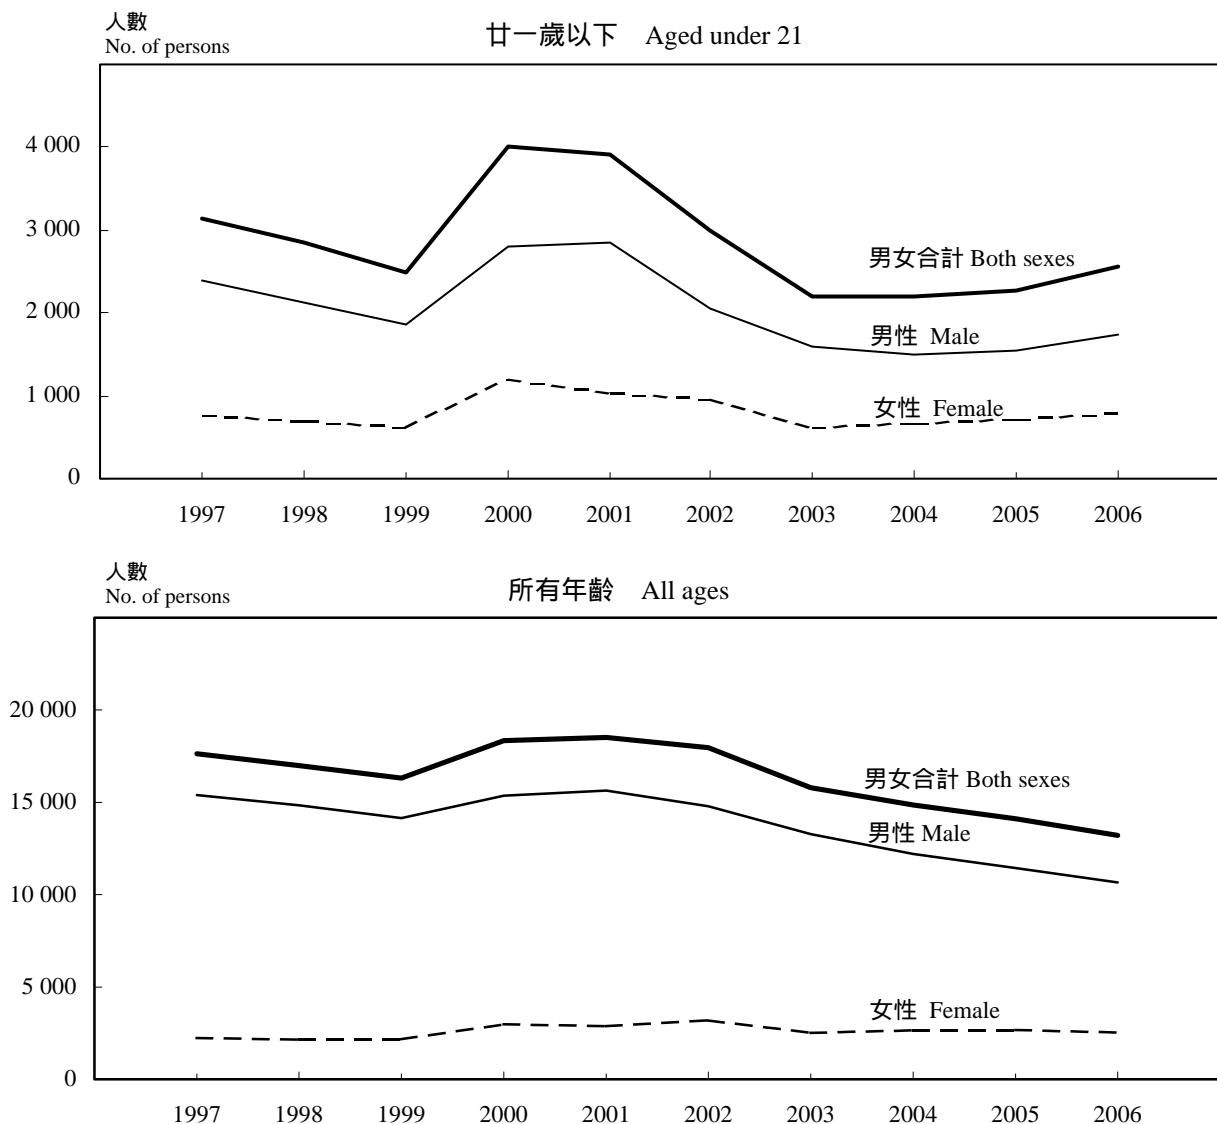 人數
No. of persons
廿一歲以下 Aged under 21
4 000
3 000
2 000
1 000
0
男女合計 Both sexes
男性 Male
女性 Female
1997 1998 1999 2000 2001 2002 2003 2004 2005 2006
人數
No. of persons
所有年齡 All ages
20 000
15 000
10 000
5 000
0
男女合計 Both sexes
男性 Male
女性 Female
1997 1998 1999 2000 2001 2002 2003 2004 2005 2006